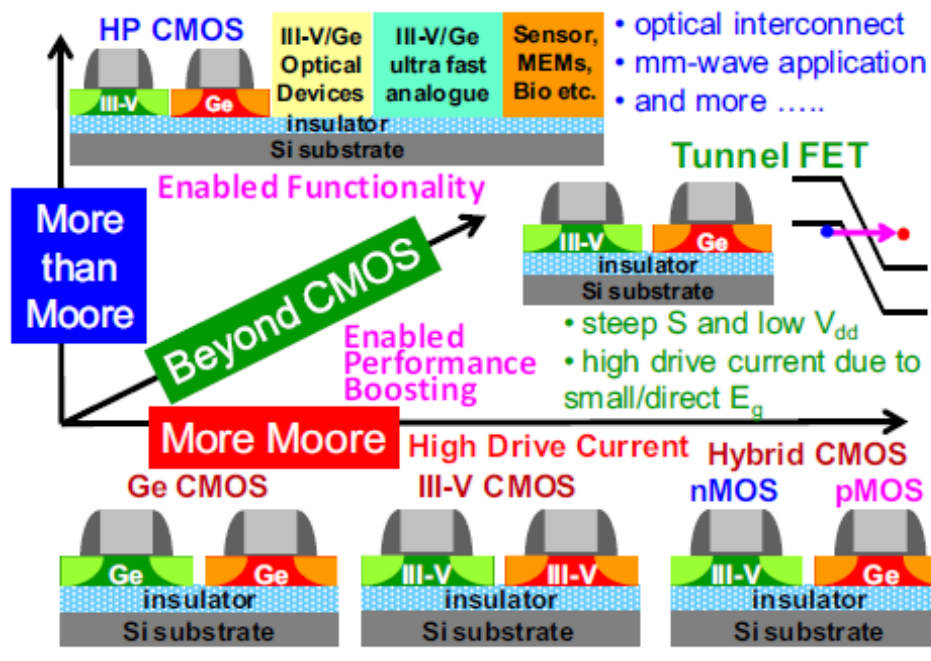 HP CMOS
III-V/Ge
Optical
Devices
III-V/Ge
ultra fast
analogue
Sensor,
MEMs,
Bio etc.
• optical interconnect
• mm-wave application
• and more .....
III-V
Ge
insulator
Si substrate
Enabled Functionality
Tunnel FET
More
than
Moore
Beyond CMOS
III-V
Ge
insulator
Si substrate
Enabled
Performance
Boosting
• steep S and low Vdd
• high drive current due to
small/direct Eg
More Moore
High Drive Current
Ge CMOS
III-V CMOS
Hybrid CMOS
nMOS
pMOS
Ge
Ge
insulator
Si substrate
III-V
III-V
insulator
Si substrate
III-V
Ge
insulator
Si substrate